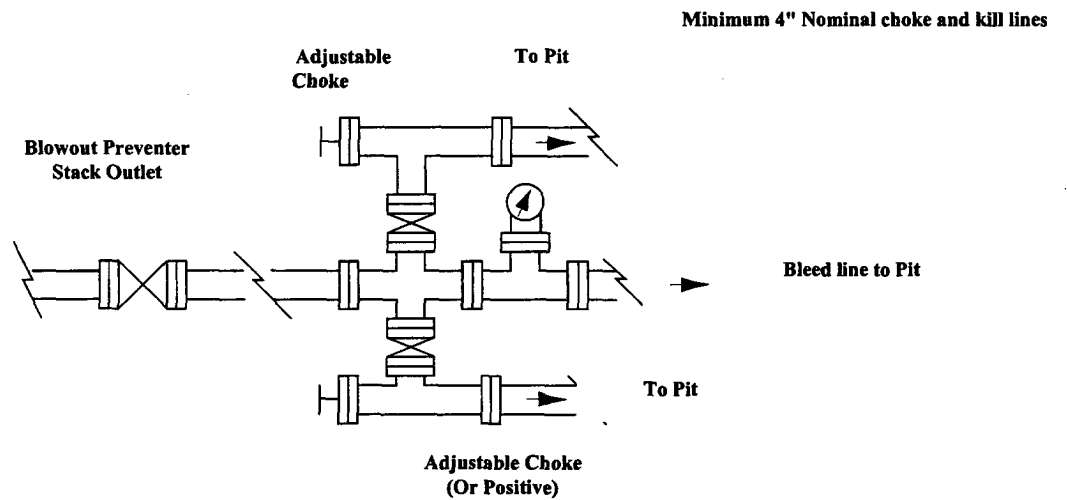 Minimum 4" Nominal choke and kill lines
Adjustable
Choke
To Pit
Blowout Preventer
Stack Outlet
Bleed line to Pit
To Pit
Adjustable Choke
(Or Positive)